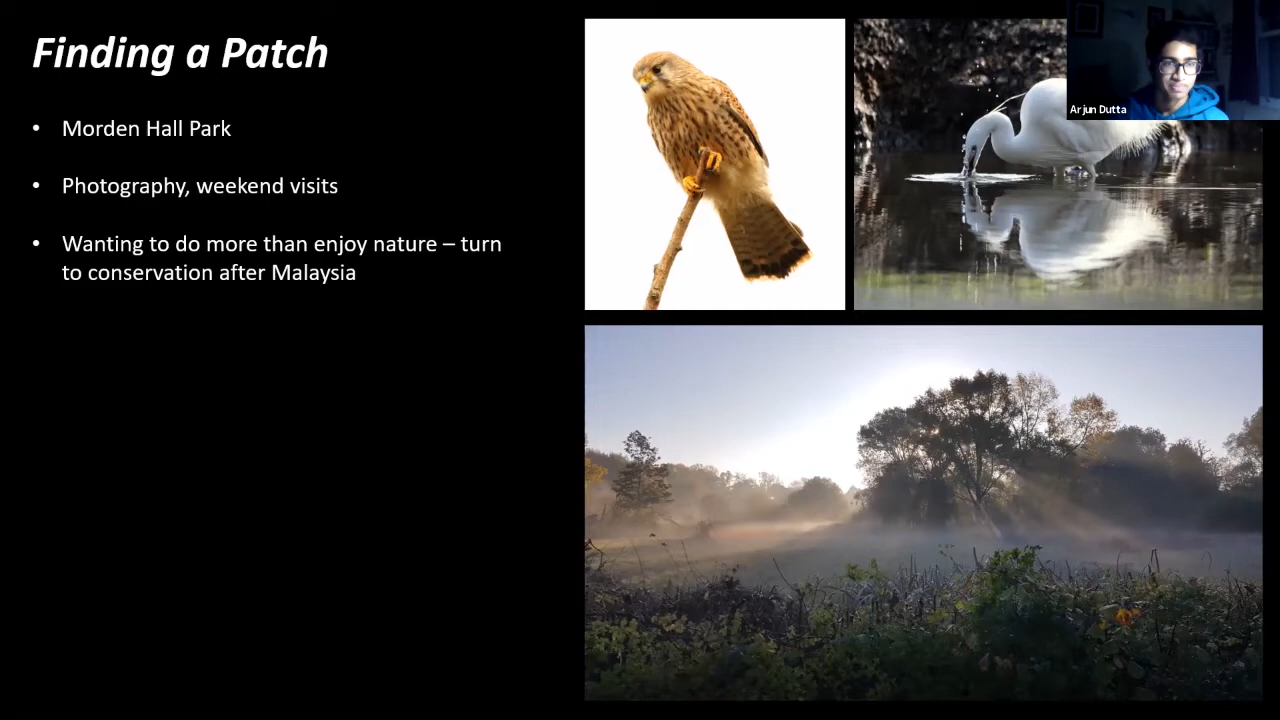 Finding a Patch
• Morden Hall Park
• Photography, weekend visits
• Wanting to do more than enjoy nature – turn
to conservation after Malaysia
Arjun Dutta